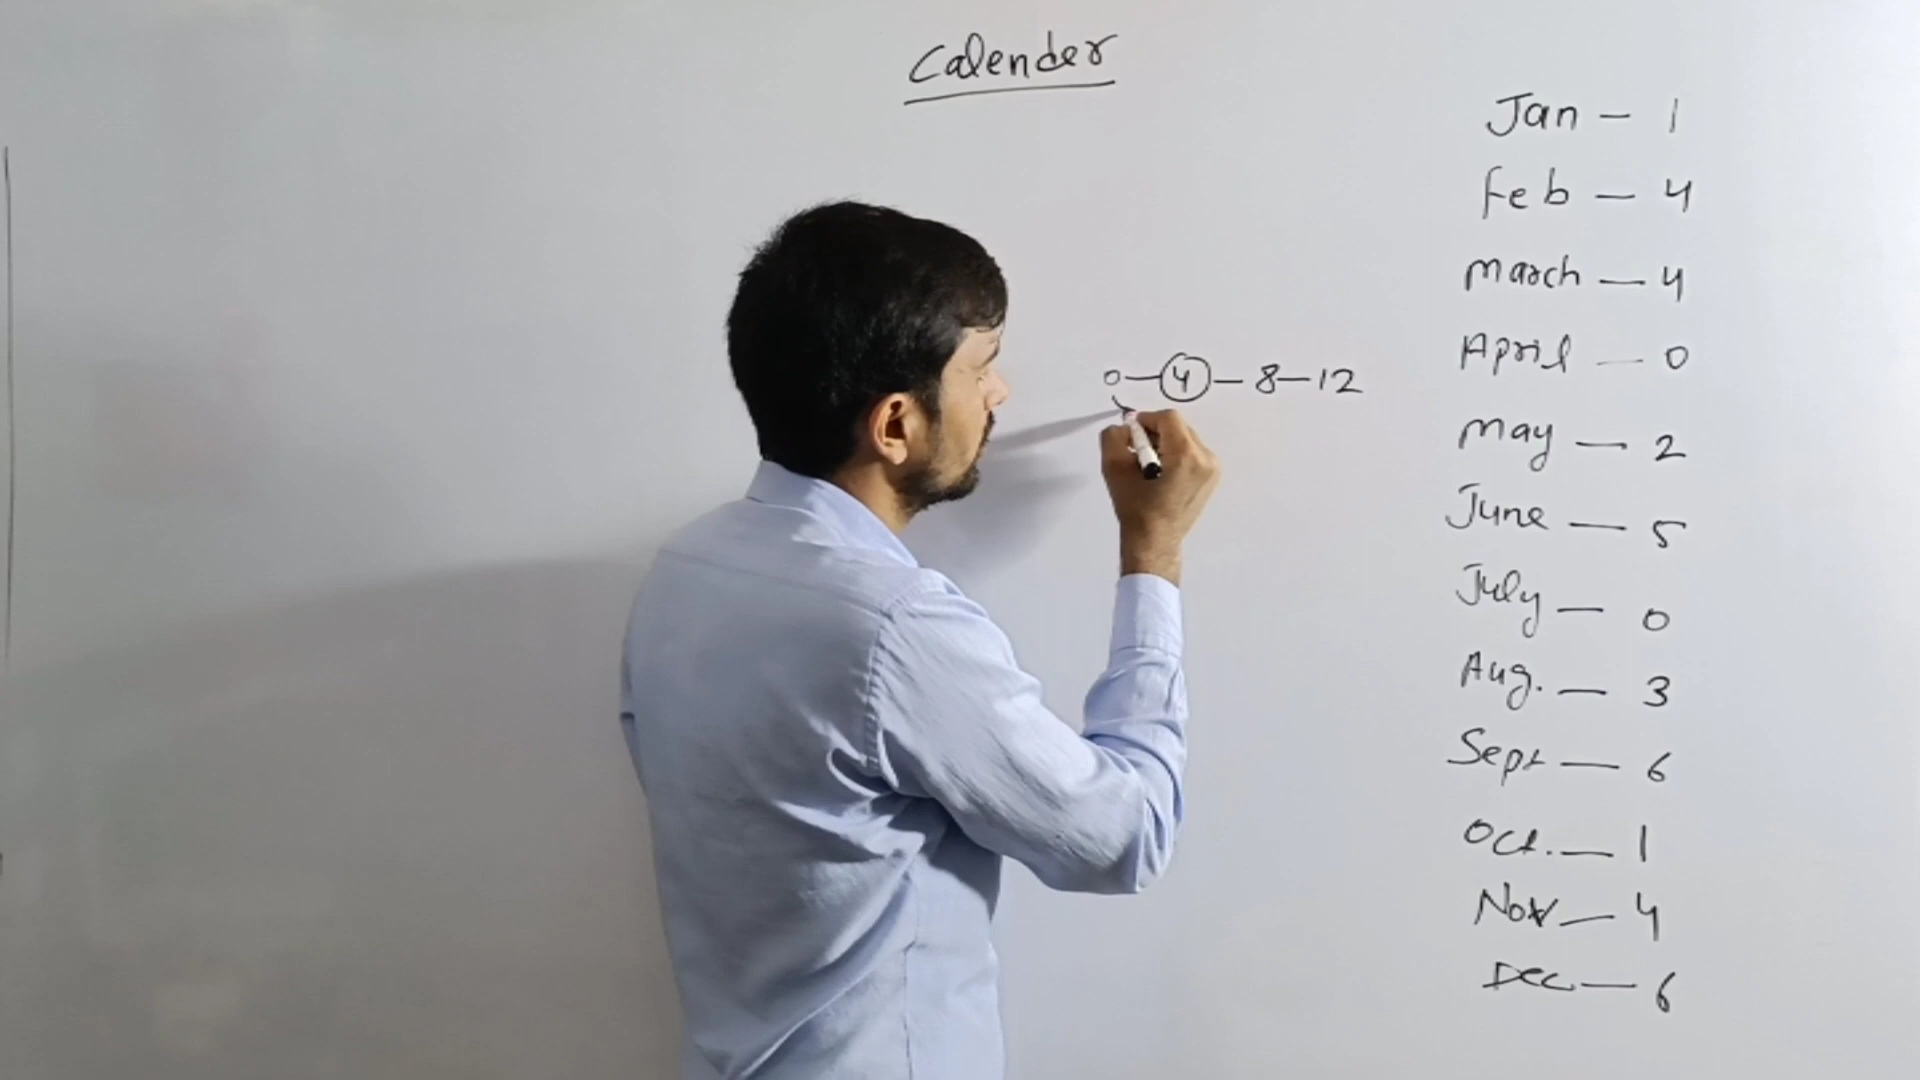 Calender
0 — 4 — 8 — 12
Jan — 1
Feb — 4
March — 4
April — 0
May — 2
June — 5
July — 0
Aug. — 3
Sept — 6
Oct. — 1
Nov — 4
Dec — 6